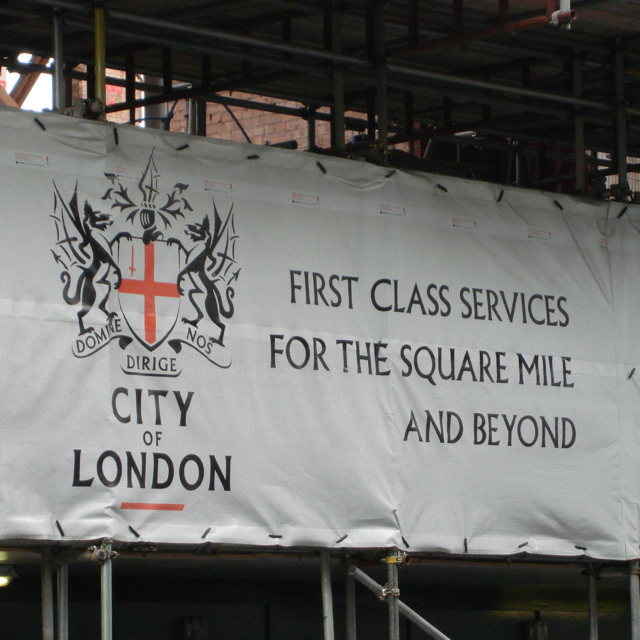 DOMINE NOS
DIRIGE
CITY
OF
LONDON
FIRST CLASS SERVICES
FOR THE SQUARE MILE
AND BEYOND